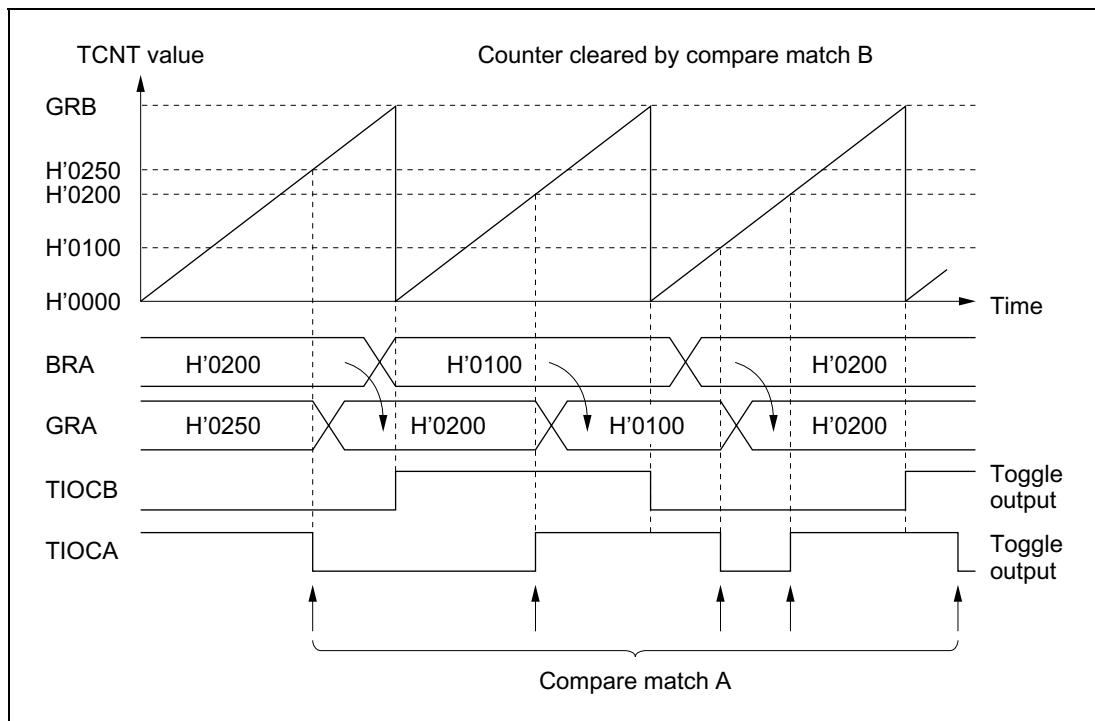 TCNT value
Counter cleared by compare match B
GRB
H'0250
H'0200
H'0100
H'0000
Time
BRA
H'0200
H'0100
H'0200
GRA
H'0250
H'0200
H'0100
H'0200
TIOCB
Toggle
output
TIOCA
Toggle
output
Compare match A